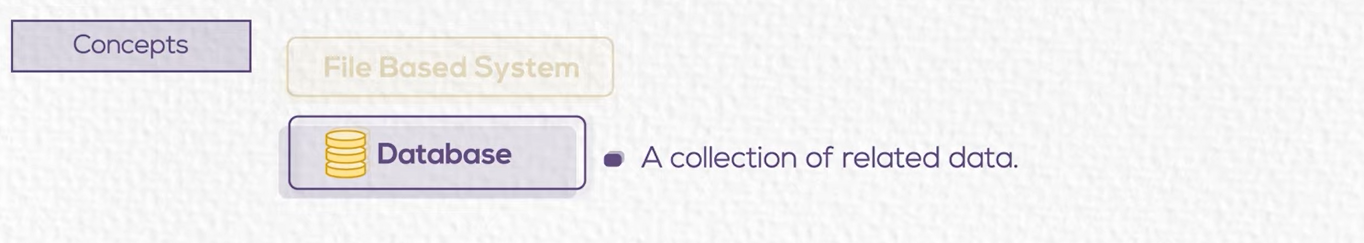 Concepts
File Based System
Database
A collection of related data.